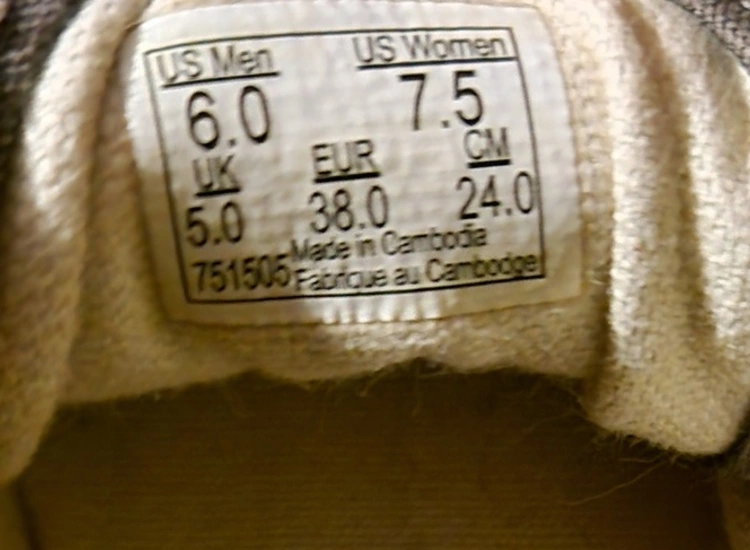 US Men US Women
6.0 7.5
UK EUR CM
5.0 38.0 24.0
Made in Cambodia
751505 Fabrique au Cambodge